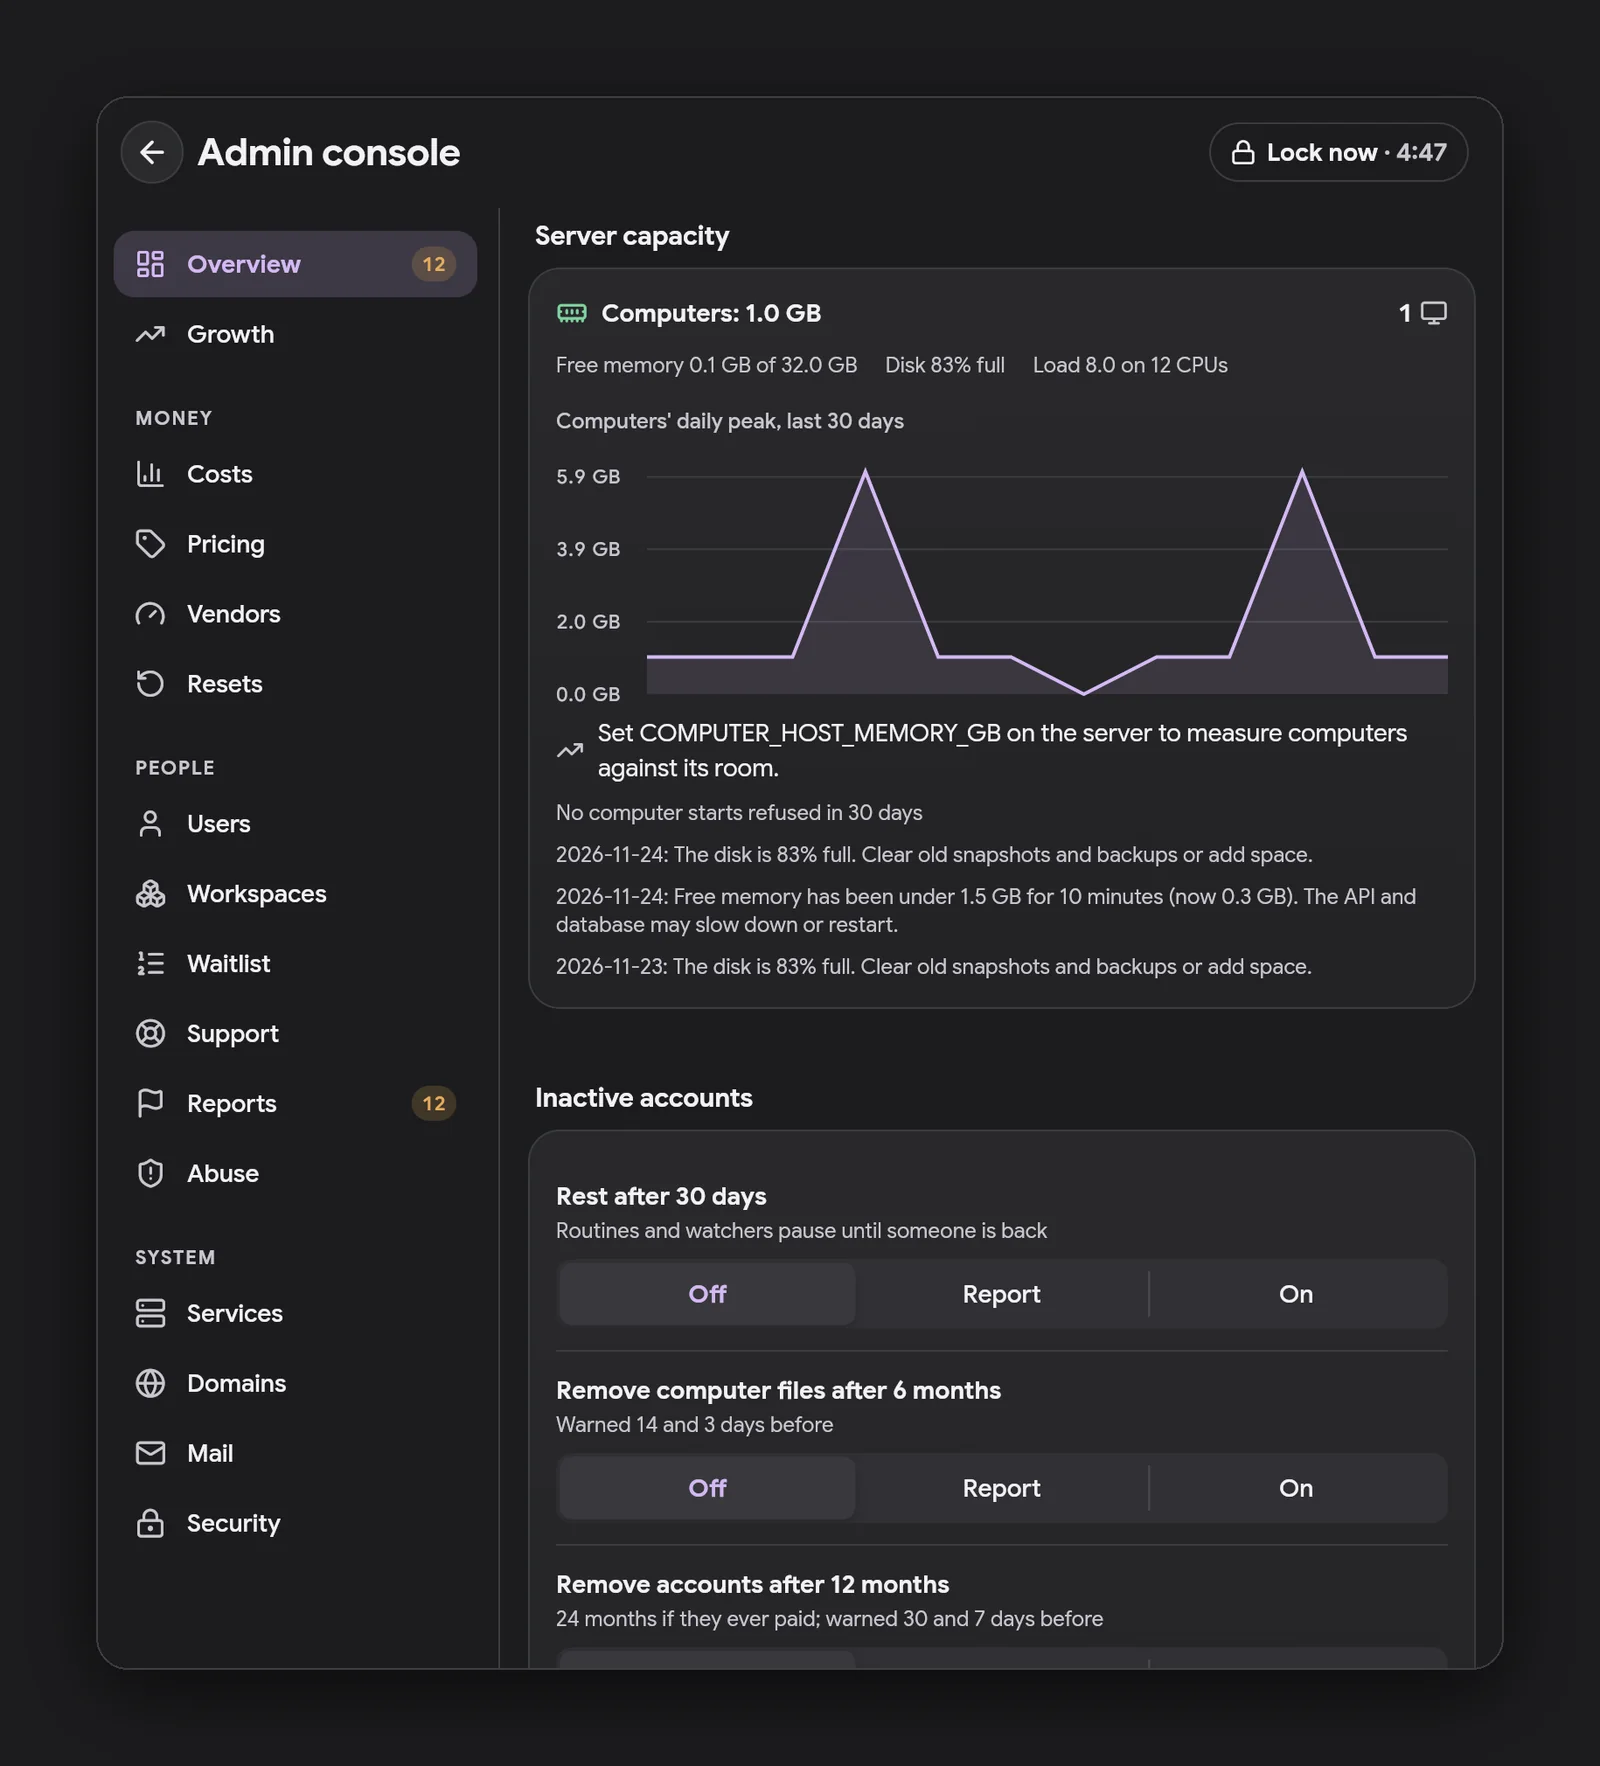 Admin console
Lock now · 4:47
Overview 12
Growth
MONEY
Costs
Pricing
Vendors
Resets
PEOPLE
Users
Workspaces
Waitlist
Support
Reports 12
Abuse
SYSTEM
Services
Domains
Mail
Security
Server capacity
Computers: 1.0 GB
1
Free memory 0.1 GB of 32.0 GB Disk 83% full Load 8.0 on 12 CPUs
Computers' daily peak, last 30 days
5.9 GB
3.9 GB
2.0 GB
0.0 GB
Set COMPUTER_HOST_MEMORY_GB on the server to measure computers
against its room.
No computer starts refused in 30 days
2026-11-24: The disk is 83% full. Clear old snapshots and backups or add space.
2026-11-24: Free memory has been under 1.5 GB for 10 minutes (now 0.3 GB). The API and
database may slow down or restart.
2026-11-23: The disk is 83% full. Clear old snapshots and backups or add space.
Inactive accounts
Rest after 30 days
Routines and watchers pause until someone is back
Off Report On
Remove computer files after 6 months
Warned 14 and 3 days before
Off Report On
Remove accounts after 12 months
24 months if they ever paid; warned 30 and 7 days before